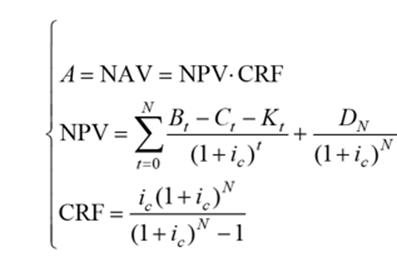 A = NAV = NPV·CRF
NPV = \sum_{t=0}^{N} \frac{B_t - C_t - K_t}{(1+i_c)^t} + \frac{D_N}{(1+i_c)^N}
CRF = \frac{i_c(1+i_c)^N}{(1+i_c)^N - 1}